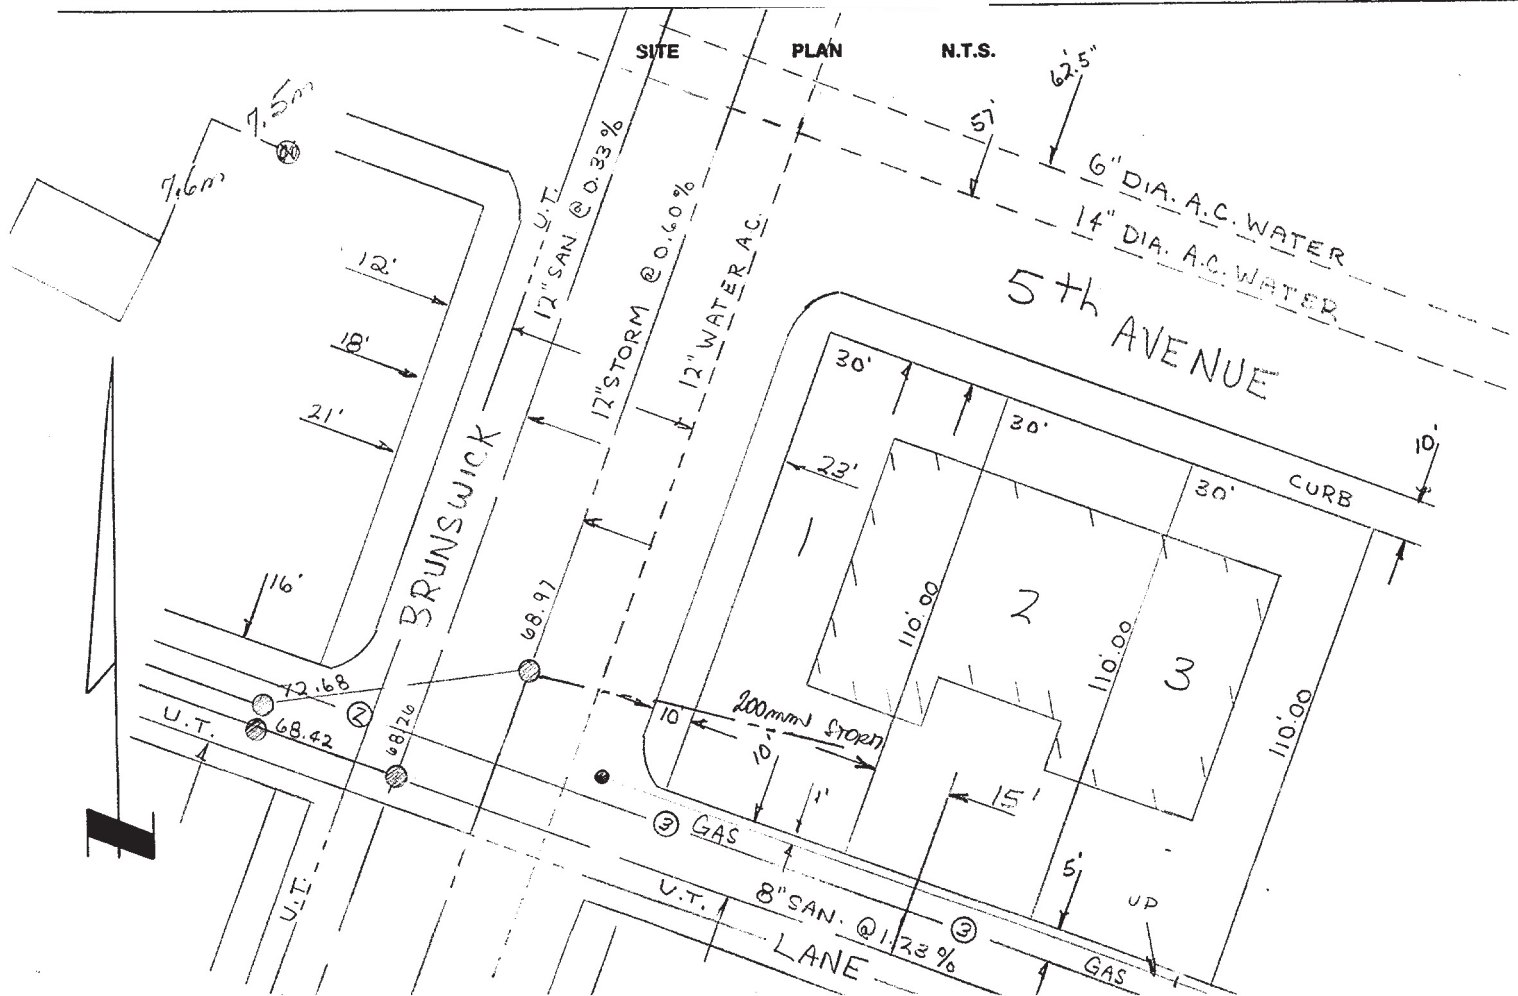 SITE PLAN N.T.S.
7.5m
7.6m
62.5"
57'
6" DIA. A.C. WATER
14" DIA. A.C. WATER
5th AVENUE
U.T.
12" SAN @ 0.33%
12" STORM @ 0.60%
12" WATER A.C.
12'
18'
21'
BRUNSWICK
16'
30'
30'
30'
CURB
10'
23'
1
2
3
110'.00
110'.00
110'.00
68.97
72.68
2
68.42
68.26
U.T.
10
200mm STORM
10'
1'
15'
5'
UP
3 GAS
U.T.
8" SAN. @ 1.23%
3
GAS
LANE
U.T.